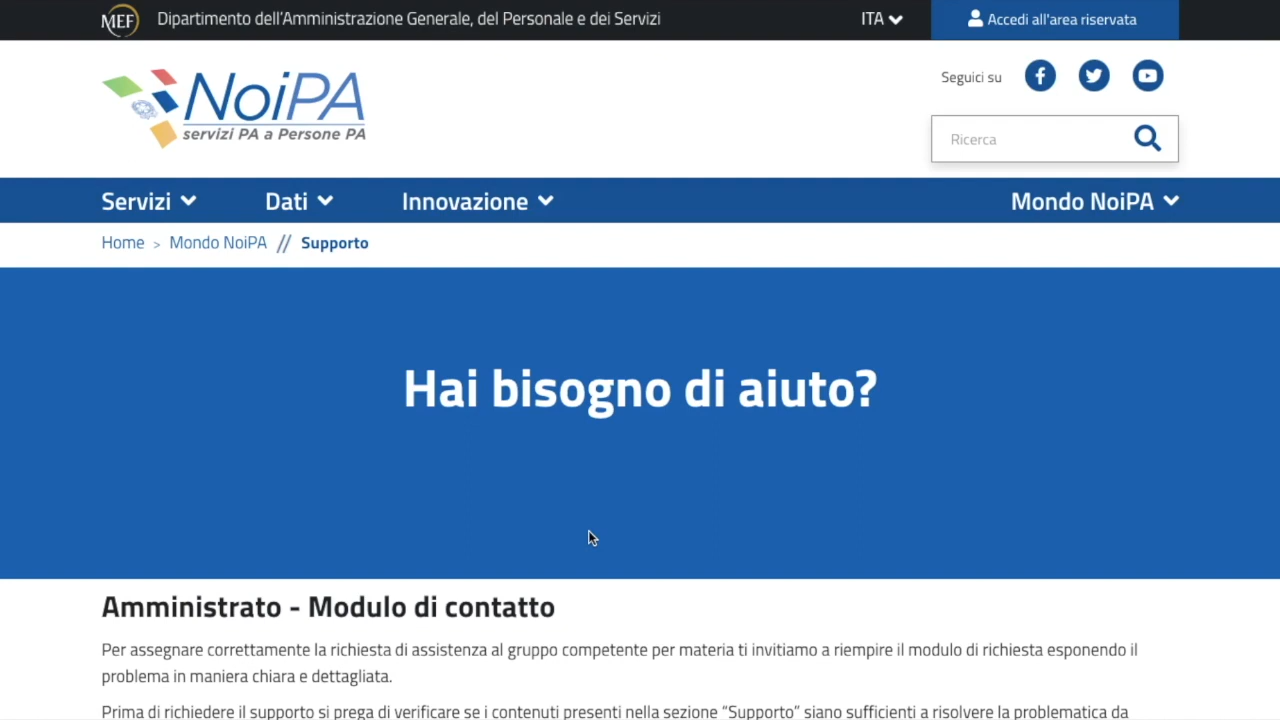 MEF Dipartimento dell'Amministrazione Generale, del Personale e dei Servizi ITA Accedi all'area riservata
NoiPA
servizi PA a Persone PA
Seguici su
Ricerca
Servizi Dati Innovazione Mondo NoiPA
Home > Mondo NoiPA // Supporto
Hai bisogno di aiuto?
Amministrato - Modulo di contatto
Per assegnare correttamente la richiesta di assistenza al gruppo competente per materia ti invitiamo a riempire il modulo di richiesta esponendo il
problema in maniera chiara e dettagliata.
Prima di richiedere il supporto si prega di verificare se i contenuti presenti nella sezione “Supporto” siano sufficienti a risolvere la problematica da